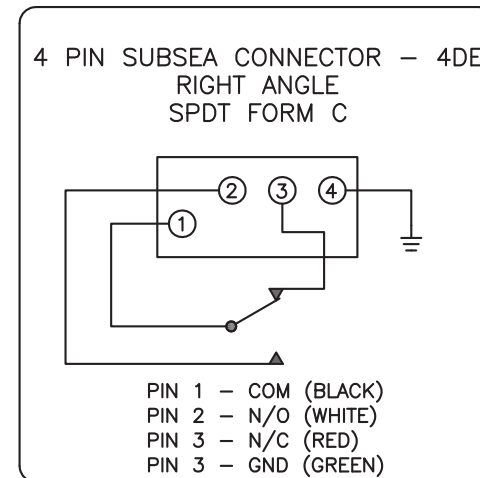 4 PIN SUBSEA CONNECTOR – 4DE
RIGHT ANGLE
SPDT FORM C
2 3 4
1
PIN 1 – COM (BLACK)
PIN 2 – N/O (WHITE)
PIN 3 – N/C (RED)
PIN 3 – GND (GREEN)